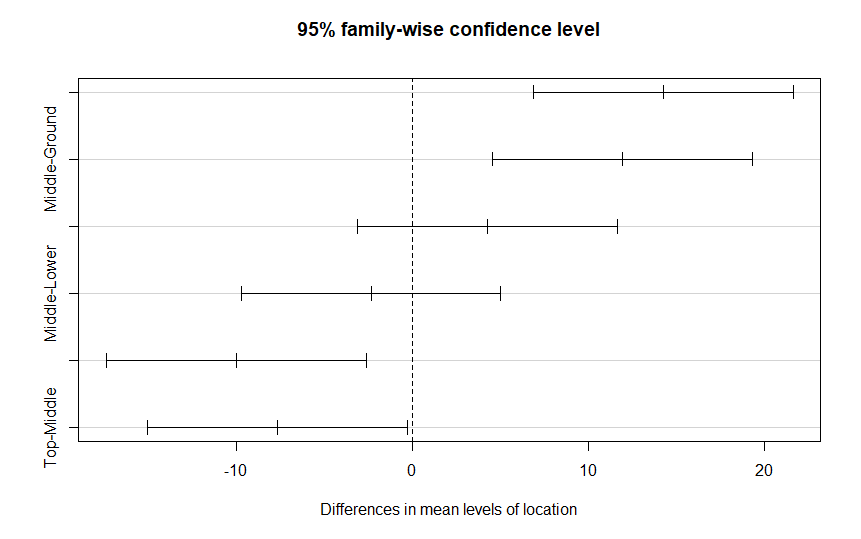 95% family-wise confidence level
Middle-Ground
Middle-Lower
Top-Middle
-10 0 10 20
Differences in mean levels of location